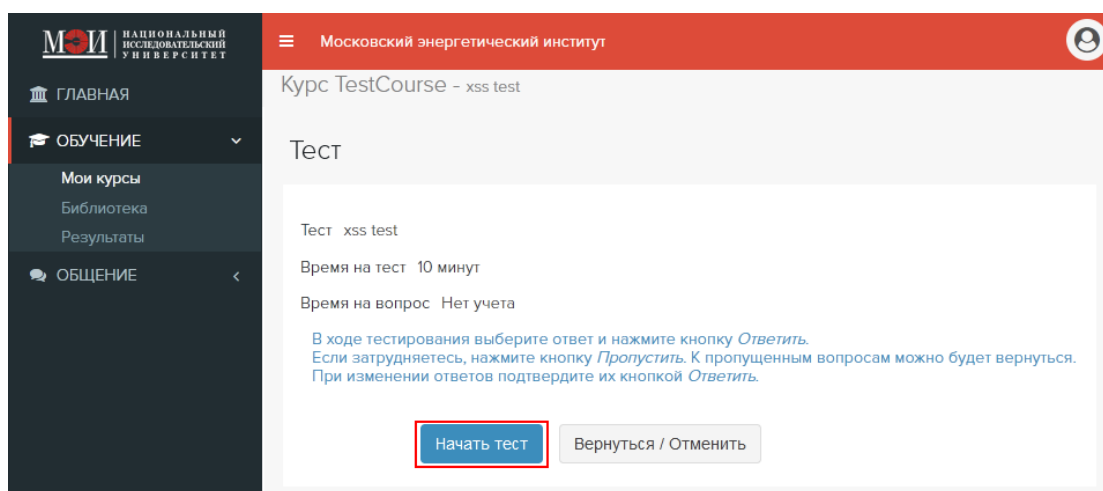 МЭИ
НАЦИОНАЛЬНЫЙ
ИССЛЕДОВАТЕЛЬСКИЙ
УНИВЕРСИТЕТ
Московский энергетический институт
Курс TestCourse - xss test
ГЛАВНАЯ
ОБУЧЕНИЕ
Мои курсы
Библиотека
Результаты
ОБЩЕНИЕ
Тест
Тест xss test
Время на тест 10 минут
Время на вопрос Нет учета
В ходе тестирования выберите ответ и нажмите кнопку Ответить.
Если затрудняетесь, нажмите кнопку Пропустить. К пропущенным вопросам можно будет вернуться.
При изменении ответов подтвердите их кнопкой Ответить.
Начать тест
Вернуться / Отменить